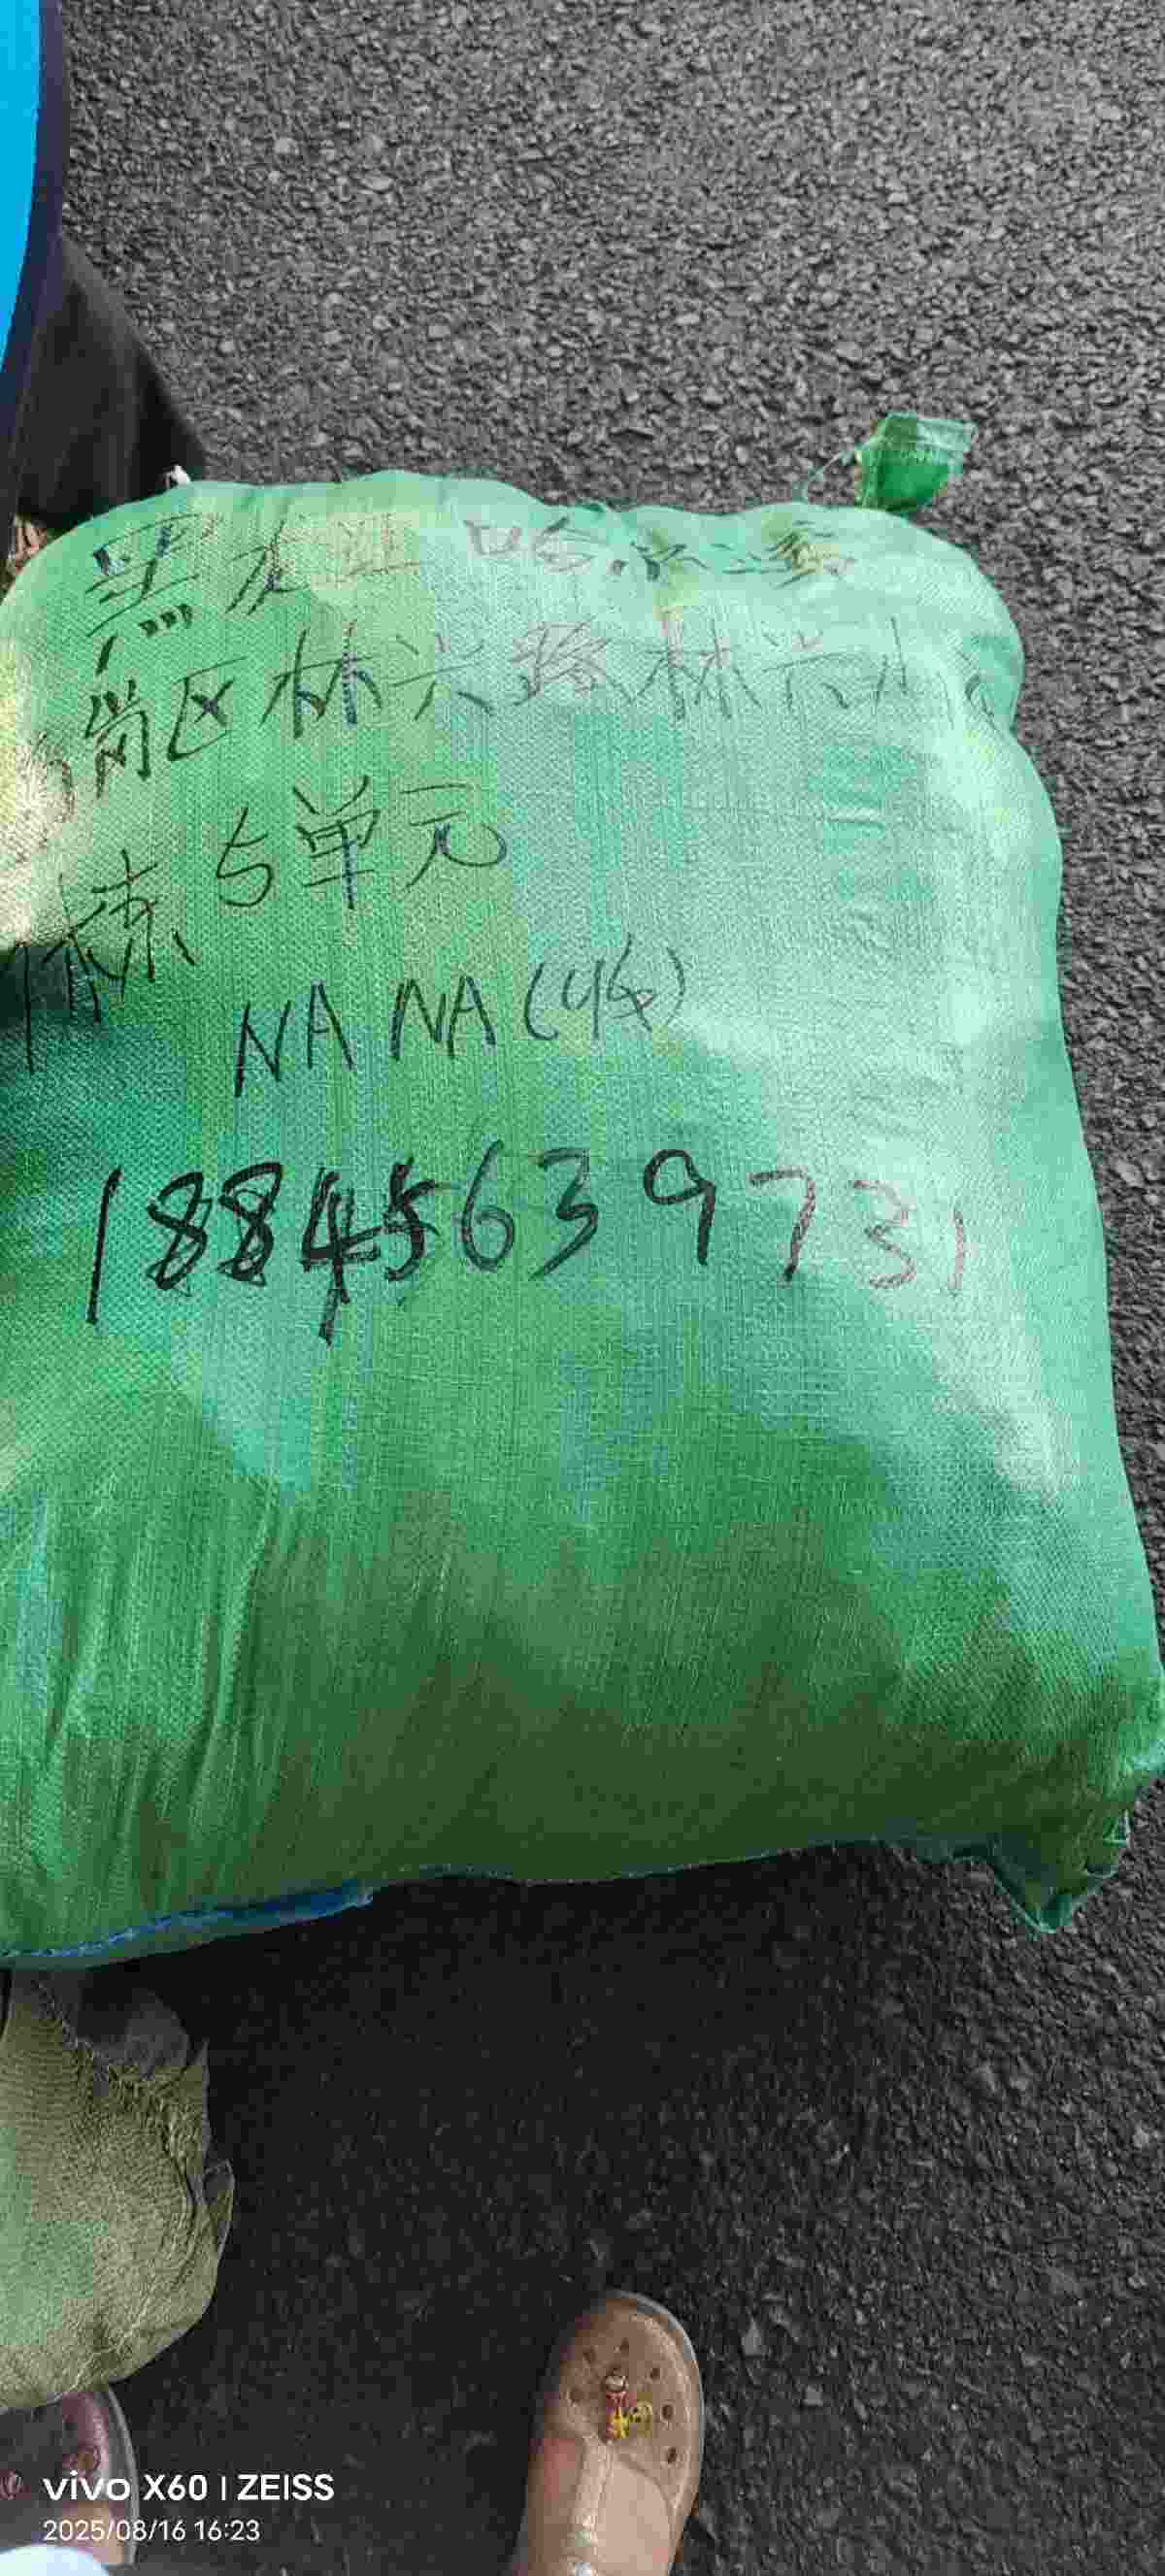 黑龙江 哈尔滨
岗区林兴路林兴小
栋 5单元
NA NA (收)
18845639731
vivo X60 | ZEISS
2025/08/16 16:23